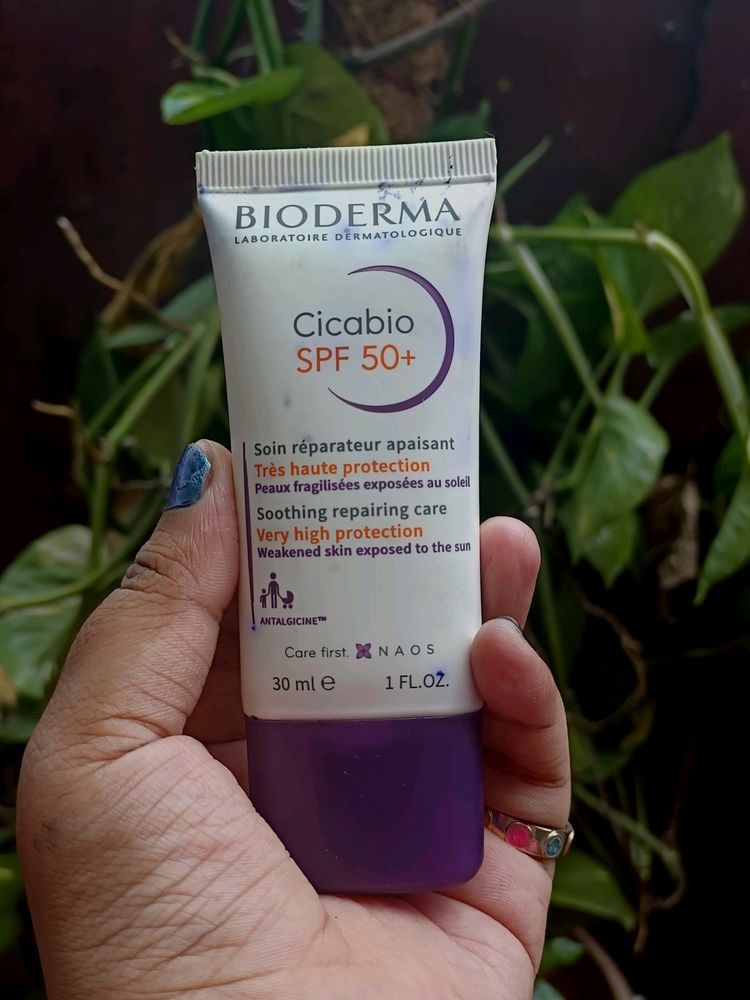 BIODERMA
LABORATOIRE DERMATOLOGIQUE
Cicabio
SPF 50+
Soin réparateur apaisant
Très haute protection
Peaux fragilisées exposées au soleil
Soothing repairing care
Very high protection
Weakened skin exposed to the sun
ANTALGICINE™
Care first. NAOS
30 ml ℮ 1 FL.OZ.